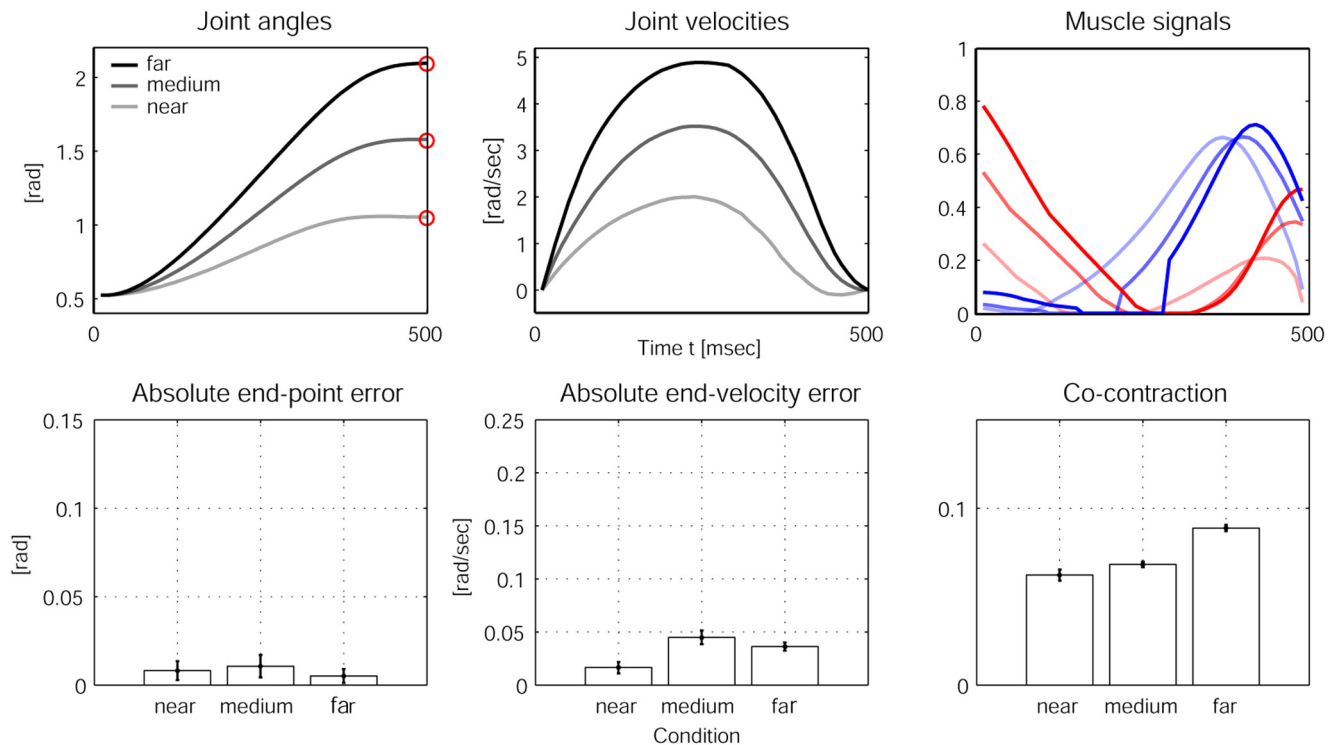 Joint angles
Joint velocities
Muscle signals
far
medium
near
[rad]
2
1.5
1
0.5
0
500
[rad/sec]
5
4
3
2
1
0
0
500
Time t [msec]
1
0.8
0.6
0.4
0.2
0
0
500
Absolute end-point error
Absolute end-velocity error
Co-contraction
[rad]
0.15
0.1
0.05
0
near medium far
[rad/sec]
0.25
0.2
0.15
0.1
0.05
0
near medium far
Condition
0.1
0
near medium far